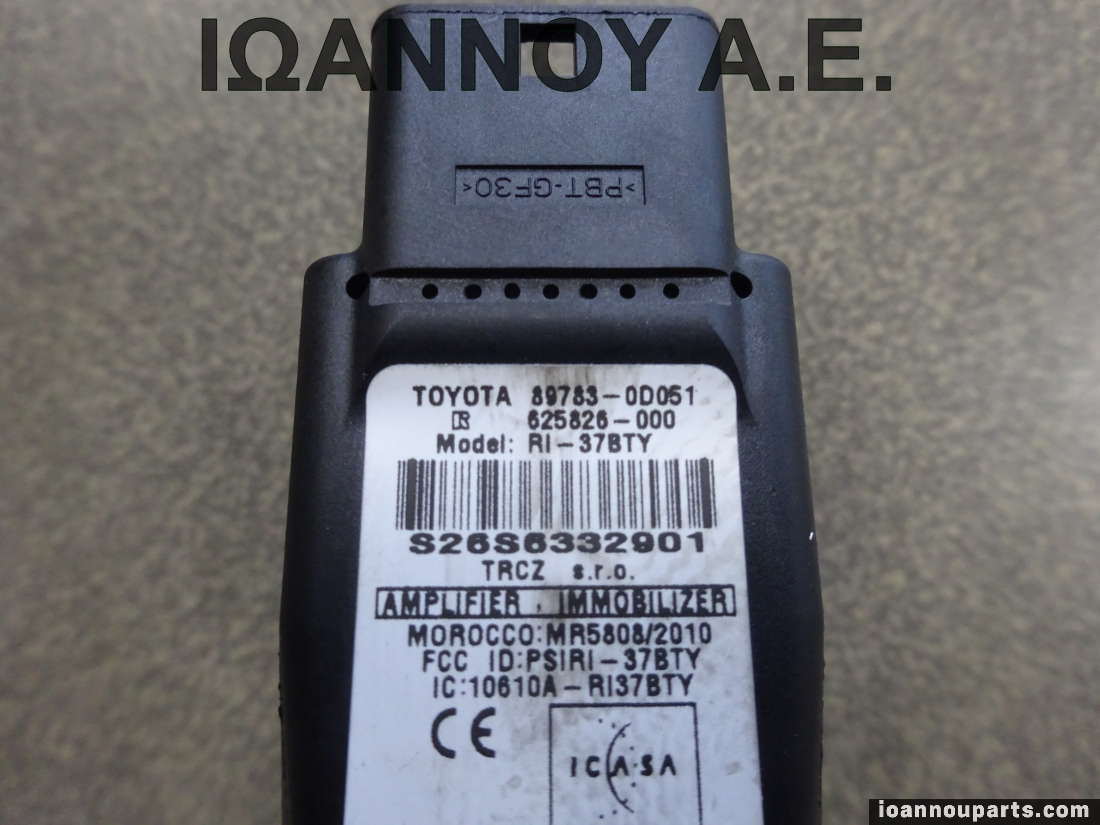 ΙΩΑΝΝΟΥ Α.Ε.
>PBT-GF30<
TOYOTA 89783-0D051
R 625826-000
Model: RI-37BTY
S26S6332901
TRCZ s.r.o.
AMPLIFIER, IMMOBILIZER
MOROCCO:MR5808/2010
FCC ID:PSIRI-37BTY
IC:10610A-RI37BTY
CE
ICASA
ioannouparts.com